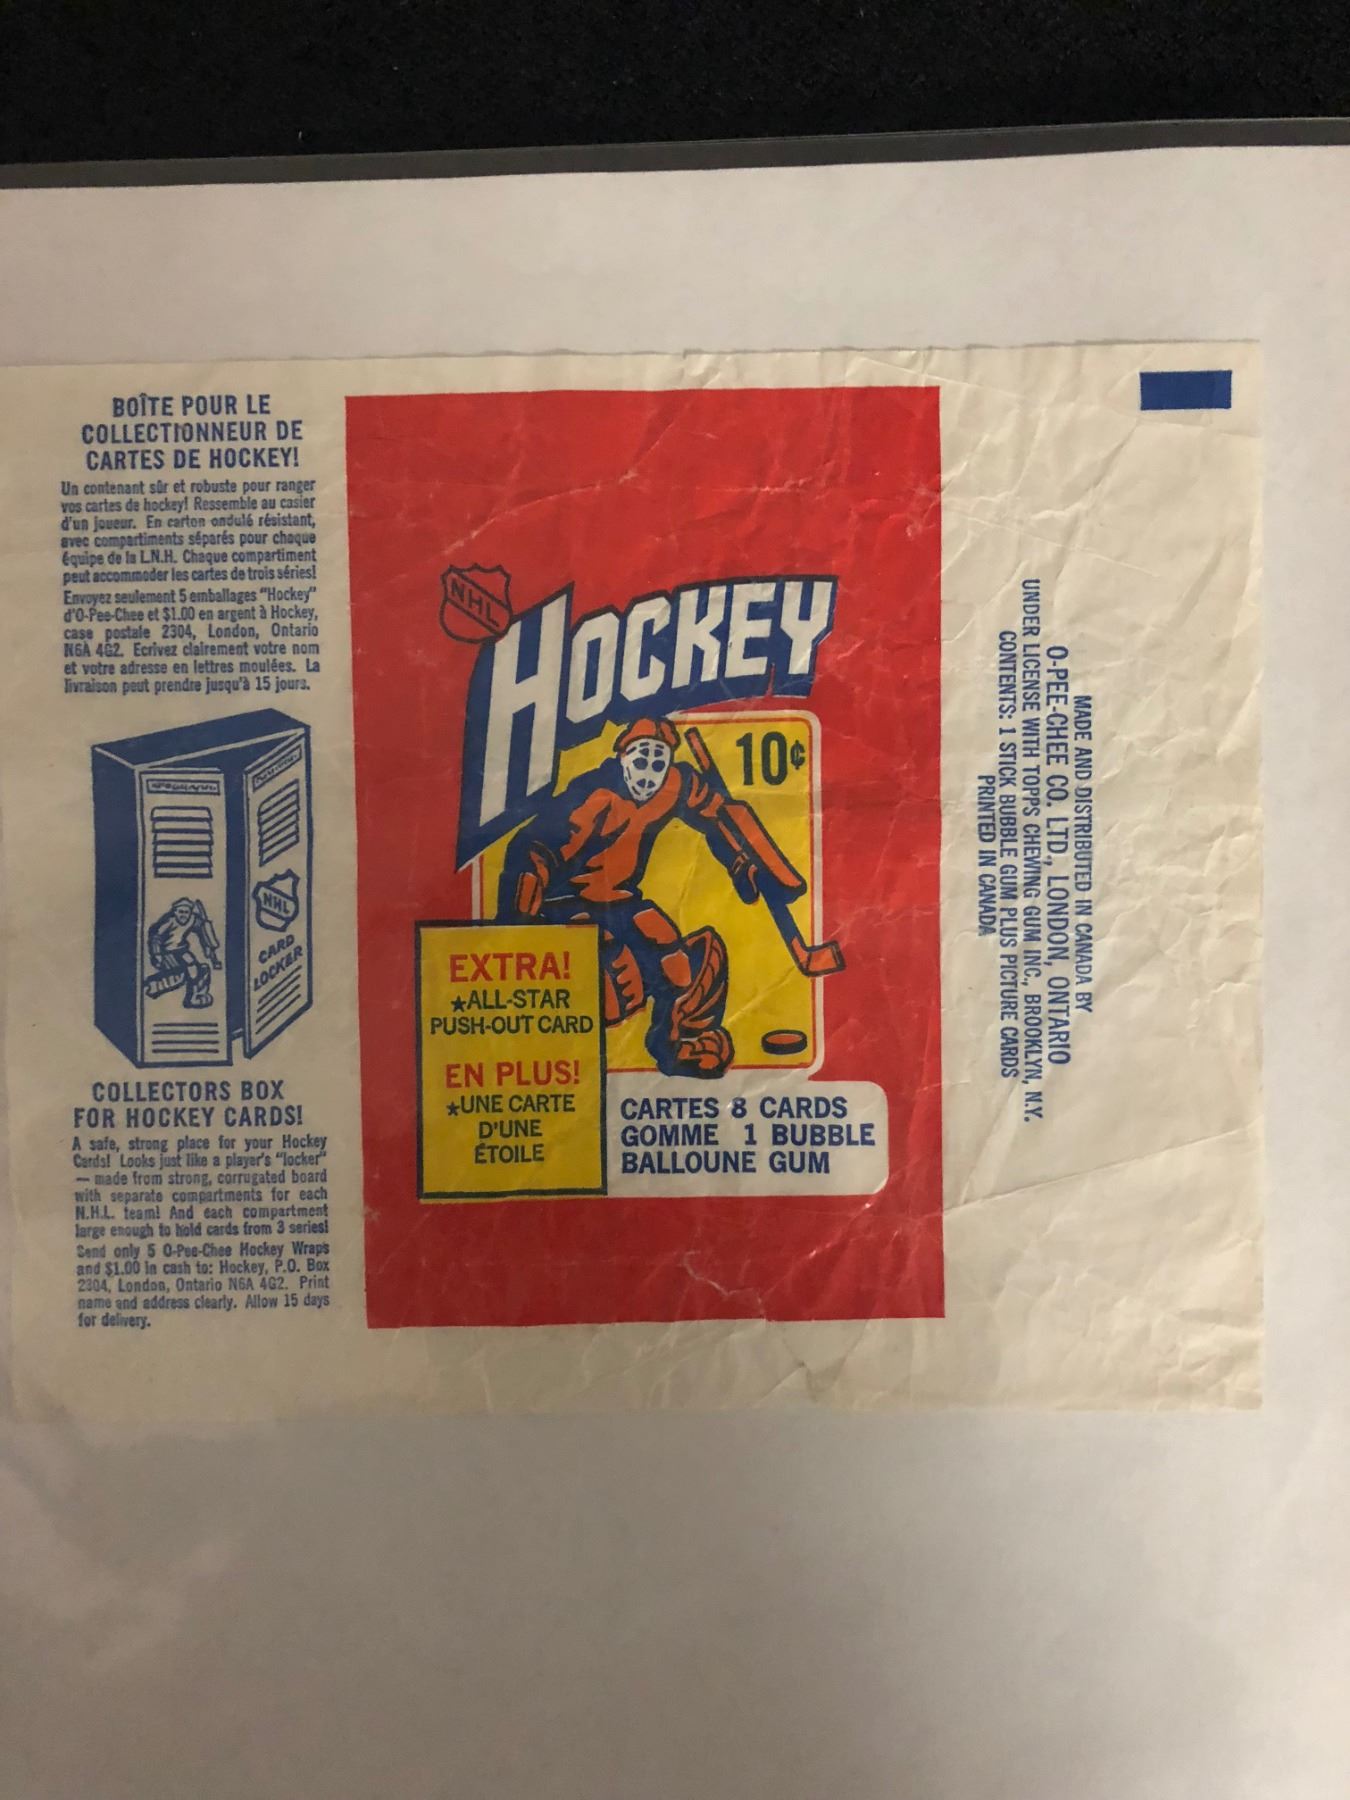 BOÎTE POUR LE
COLLECTIONNEUR DE
CARTES DE HOCKEY!
Un contenant sûr et robuste pour ranger
vos cartes de hockey! Ressemble au casier
d'un joueur. En carton ondulé résistant,
avec compartiments séparés pour chaque
équipe de la L.N.H. Chaque compartiment
peut accommoder les cartes de trois séries!
Envoyez seulement 5 emballages "Hockey"
d'O-Pee-Chee et $1.00 en argent à Hockey,
case postale 2304, London, Ontario
N6A 4G2. Ecrivez clairement votre nom
et votre adresse en lettres moulées. La
livraison peut prendre jusqu'à 15 jours.
NHL
CARD
LOCKER
COLLECTORS BOX
FOR HOCKEY CARDS!
A safe, strong place for your Hockey
Cards! Looks just like a player's "locker"
— made from strong, corrugated board
with separate compartments for each
N.H.L. team! And each compartment
large enough to hold cards from 3 series!
Send only 5 O-Pee-Chee Hockey Wraps
and $1.00 in cash to: Hockey, P.O. Box
2304, London, Ontario N6A 4G2. Print
name and address clearly. Allow 15 days
for delivery.
NHL
HOCKEY
10¢
EXTRA!
★ALL-STAR
PUSH-OUT CARD
EN PLUS!
★UNE CARTE
D'UNE
ÉTOILE
CARTES 8 CARDS
GOMME 1 BUBBLE
BALLOUNE GUM
MADE AND DISTRIBUTED IN CANADA BY
O-PEE-CHEE CO. LTD., LONDON, ONTARIO
UNDER LICENSE WITH TOPPS CHEWING GUM INC., BROOKLYN, N.Y.
CONTENTS: 1 STICK BUBBLE GUM PLUS PICTURE CARDS
PRINTED IN CANADA